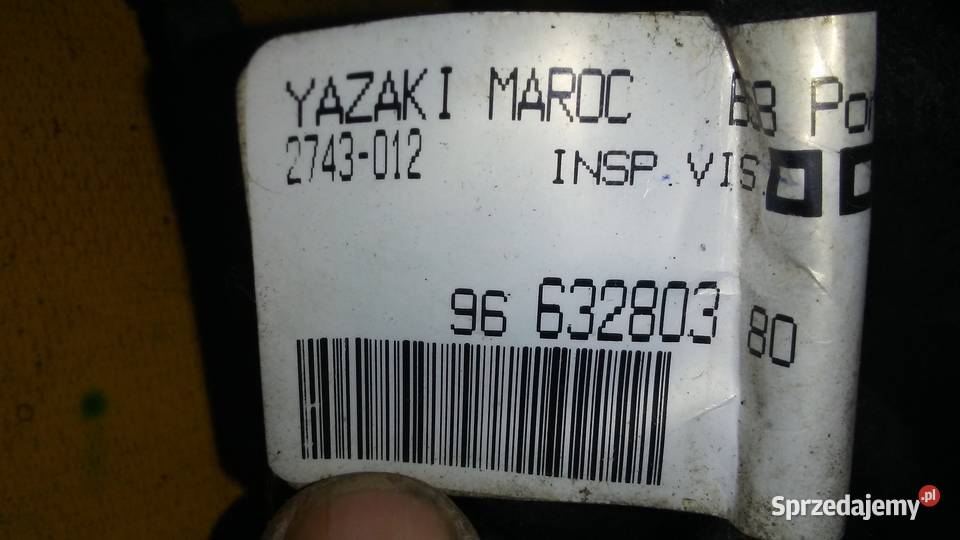 YAZAKI MAROC
2743-012 INSP. VIS.
96 632803 80
Sprzedajemy.pl